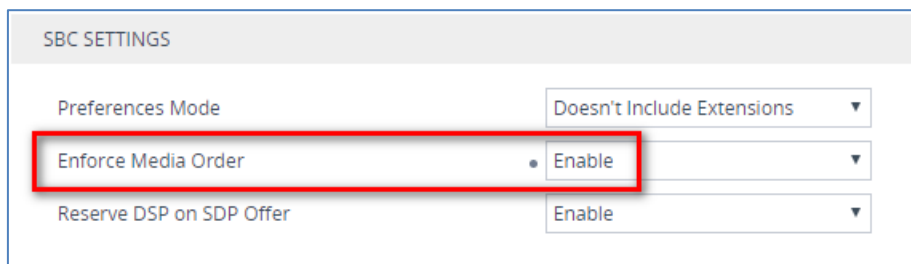 SBC SETTINGS
Preferences Mode Doesn't Include Extensions
Enforce Media Order Enable
Reserve DSP on SDP Offer Enable